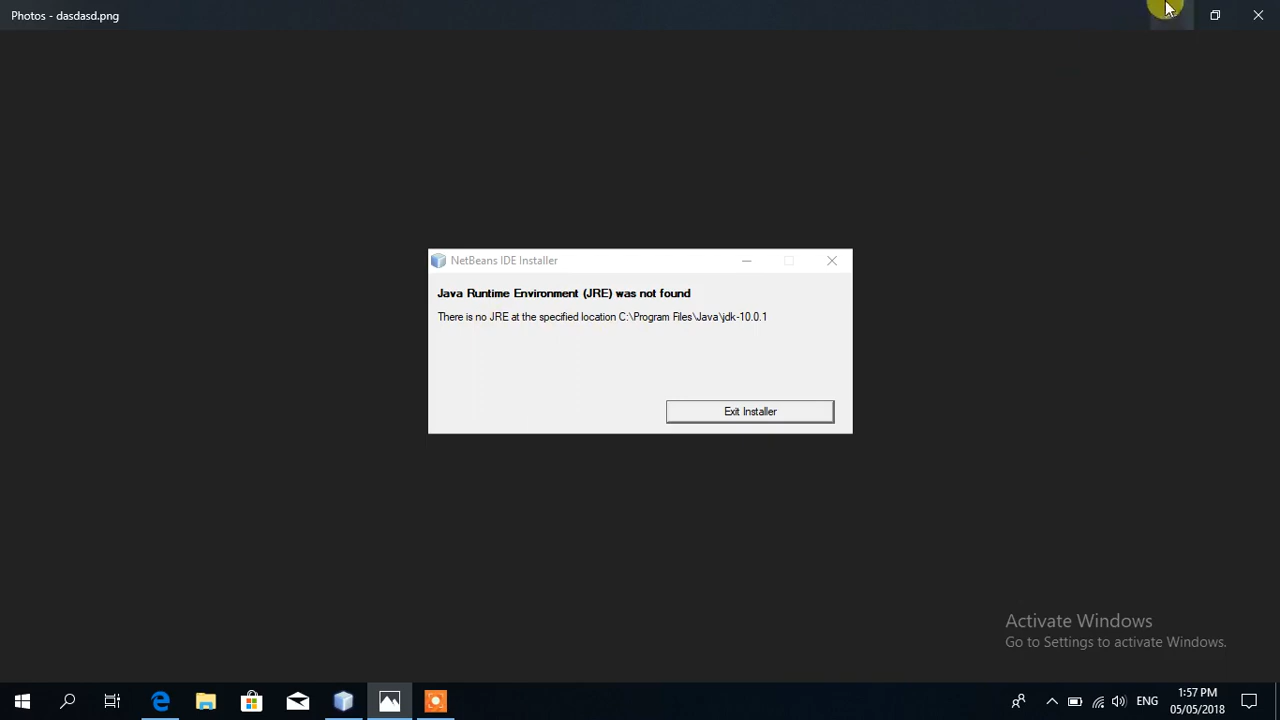 Photos - dasdasd.png
NetBeans IDE Installer
Java Runtime Environment (JRE) was not found
There is no JRE at the specified location C:\Program Files\Java\jdk-10.0.1
Exit Installer
Activate Windows
Go to Settings to activate Windows.
ENG
1:57 PM
05/05/2018